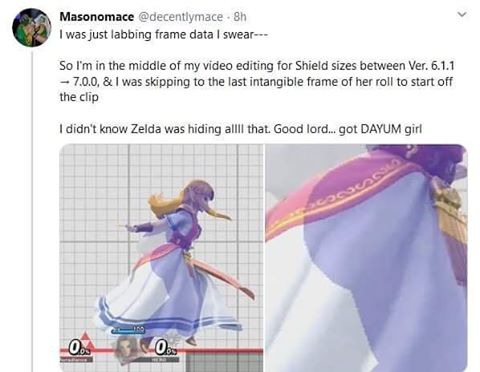 Masonomace @decentlymace · 8h
I was just labbing frame data I swear---
So I'm in the middle of my video editing for Shield sizes between Ver. 6.1.1
→ 7.0.0, & I was skipping to the last intangible frame of her roll to start off
the clip
I didn't know Zelda was hiding allll that. Good lord... got DAYUM girl
100
0.0%
0.0%
HERO